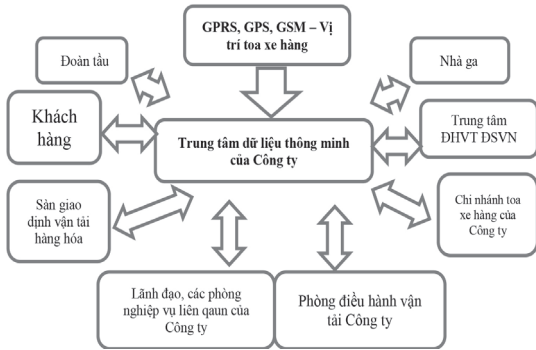 GPRS, GPS, GSM – Vị
trí toa xe hàng
Đoàn tầu
Nhà ga
Khách
hàng
Trung tâm dữ liệu thông minh
của Công ty
Trung tâm
ĐHVT ĐSVN
Sàn giao
định vận tải
hàng hóa
Chi nhánh toa
xe hàng của
Công ty
Lãnh đạo, các phòng
nghiệp vụ liên qaun của
Công ty
Phòng điều hành vận
tải Công ty